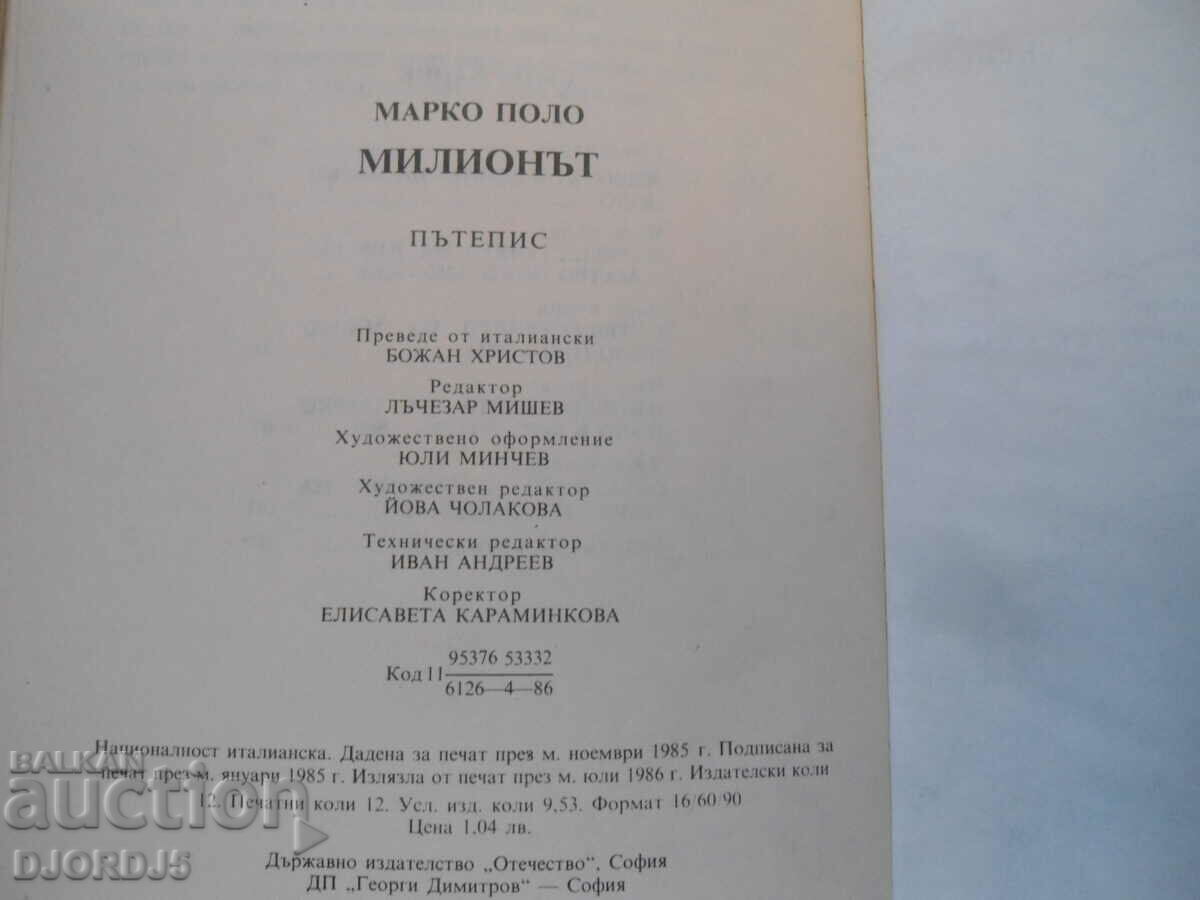 МАРКО ПОЛО
МИЛИОНЪТ
ПЪТЕПИС
Преведе от италиански
БОЖАН ХРИСТОВ
Редактор
ЛЪЧЕЗАР МИШЕВ
Художествено оформление
ЮЛИ МИНЧЕВ
Художествен редактор
ЙОВА ЧОЛАКОВА
Технически редактор
ИВАН АНДРЕЕВ
Коректор
ЕЛИСАВЕТА КАРАМИНКОВА
95376 53332
Код 11
6126—4—86
Националност италианска. Дадена за печат през м. ноември 1985 г. Подписана за
печат през м. януари 1985 г. Излязла от печат през м. юли 1986 г. Издателски коли
12. Печатни коли 12. Усл. изд. коли 9,53. Формат 16/60/90
Цена 1,04 лв.
Държавно издателство „Отечество“, София
ДП „Георги Димитров“ — София
BALKAN
auction
DJORDJ5